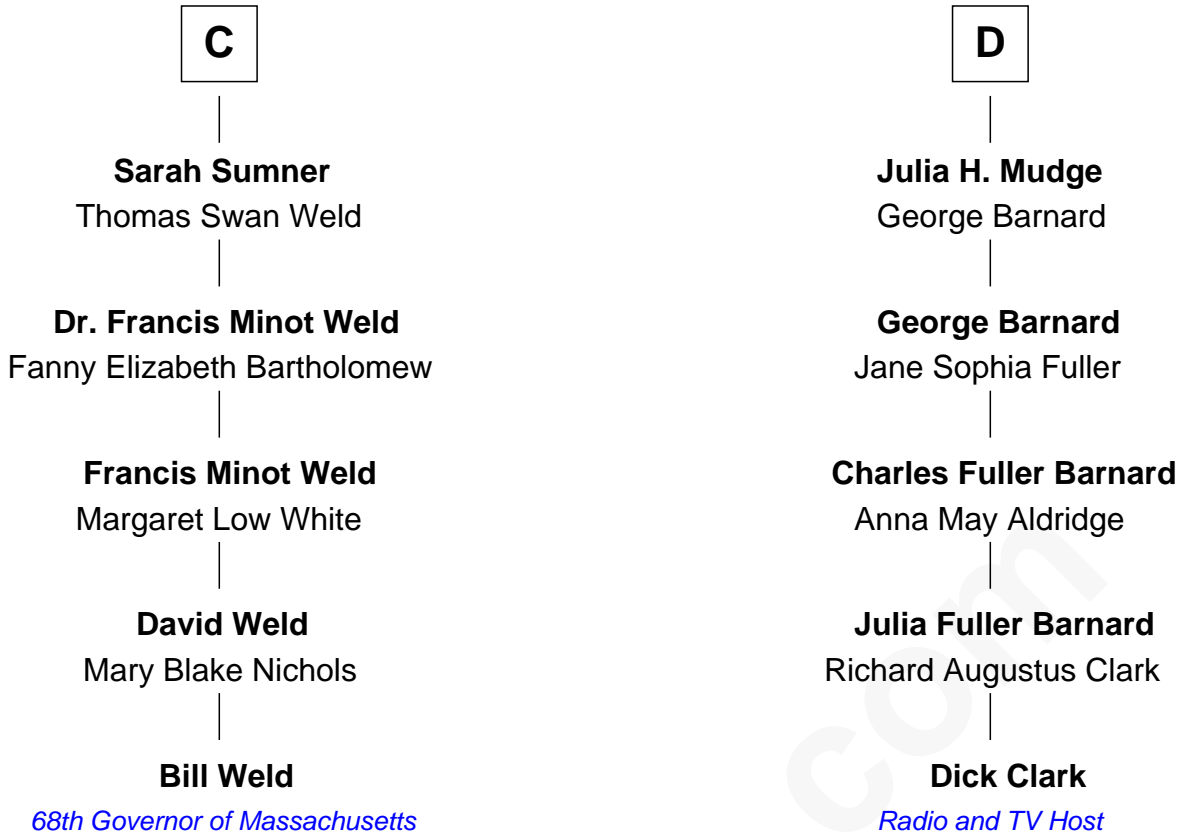 C
Sarah Sumner
Thomas Swan Weld
Dr. Francis Minot Weld
Fanny Elizabeth Bartholomew
Francis Minot Weld
Margaret Low White
David Weld
Mary Blake Nichols
Bill Weld
68th Governor of Massachusetts
D
Julia H. Mudge
George Barnard
George Barnard
Jane Sophia Fuller
Charles Fuller Barnard
Anna May Aldridge
Julia Fuller Barnard
Richard Augustus Clark
Dick Clark
Radio and TV Host
com